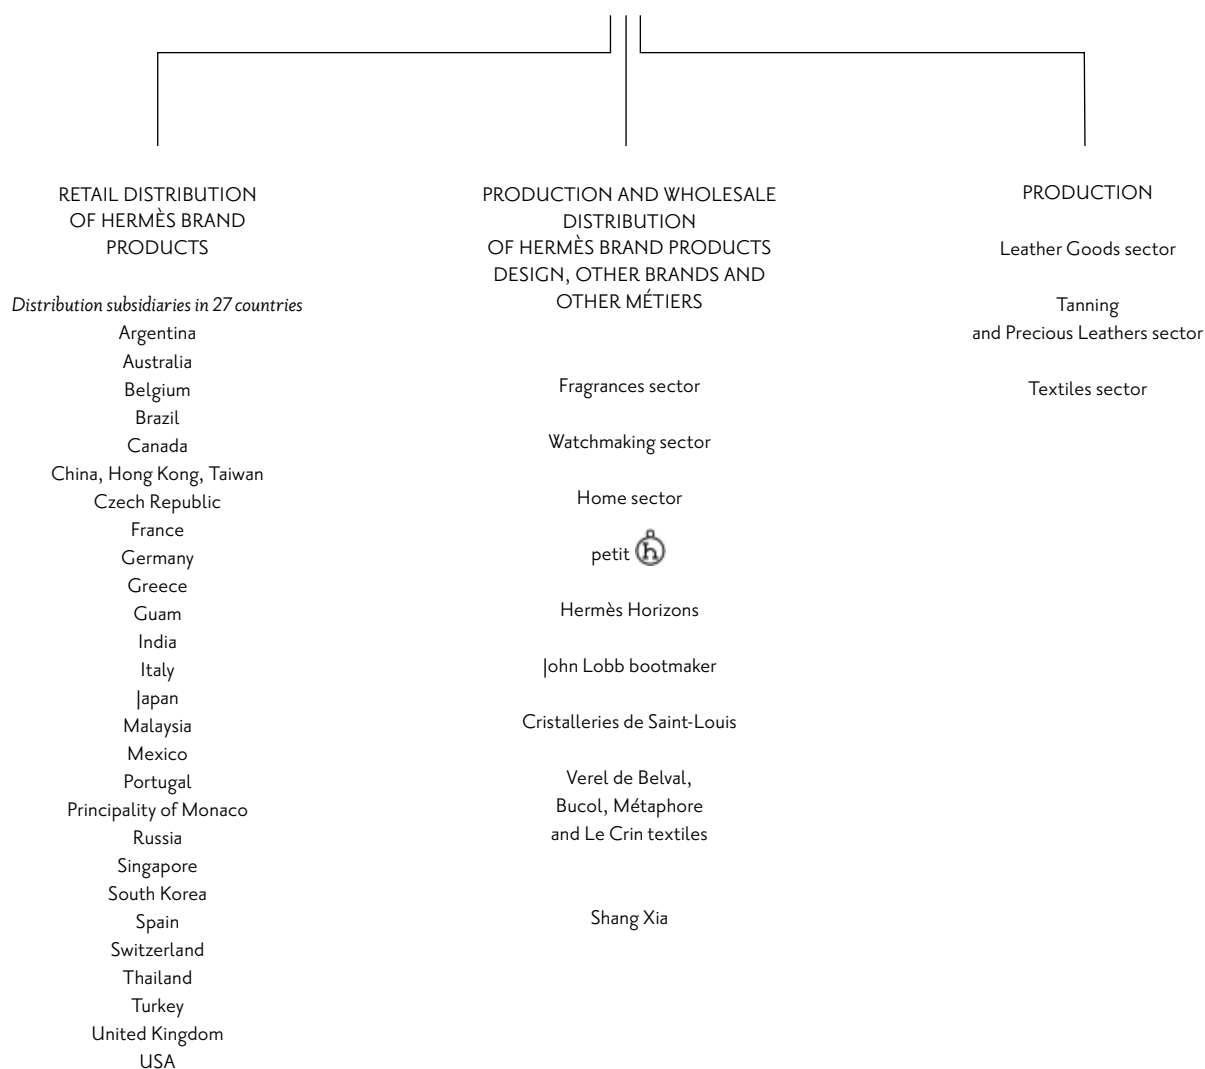 RETAIL DISTRIBUTION
OF HERMÈS BRAND
PRODUCTS
Distribution subsidiaries in 27 countries
Argentina
Australia
Belgium
Brazil
Canada
China, Hong Kong, Taiwan
Czech Republic
France
Germany
Greece
Guam
India
Italy
Japan
Malaysia
Mexico
Portugal
Principality of Monaco
Russia
Singapore
South Korea
Spain
Switzerland
Thailand
Turkey
United Kingdom
USA
PRODUCTION AND WHOLESALE
DISTRIBUTION
OF HERMÈS BRAND PRODUCTS
DESIGN, OTHER BRANDS AND
OTHER MÉTIERS
Fragrances sector
Watchmaking sector
Home sector
petit h
Hermès Horizons
John Lobb bootmaker
Cristalleries de Saint-Louis
Verel de Belval,
Bucol, Métaphore
and Le Crin textiles
Shang Xia
PRODUCTION
Leather Goods sector
Tanning
and Precious Leathers sector
Textiles sector